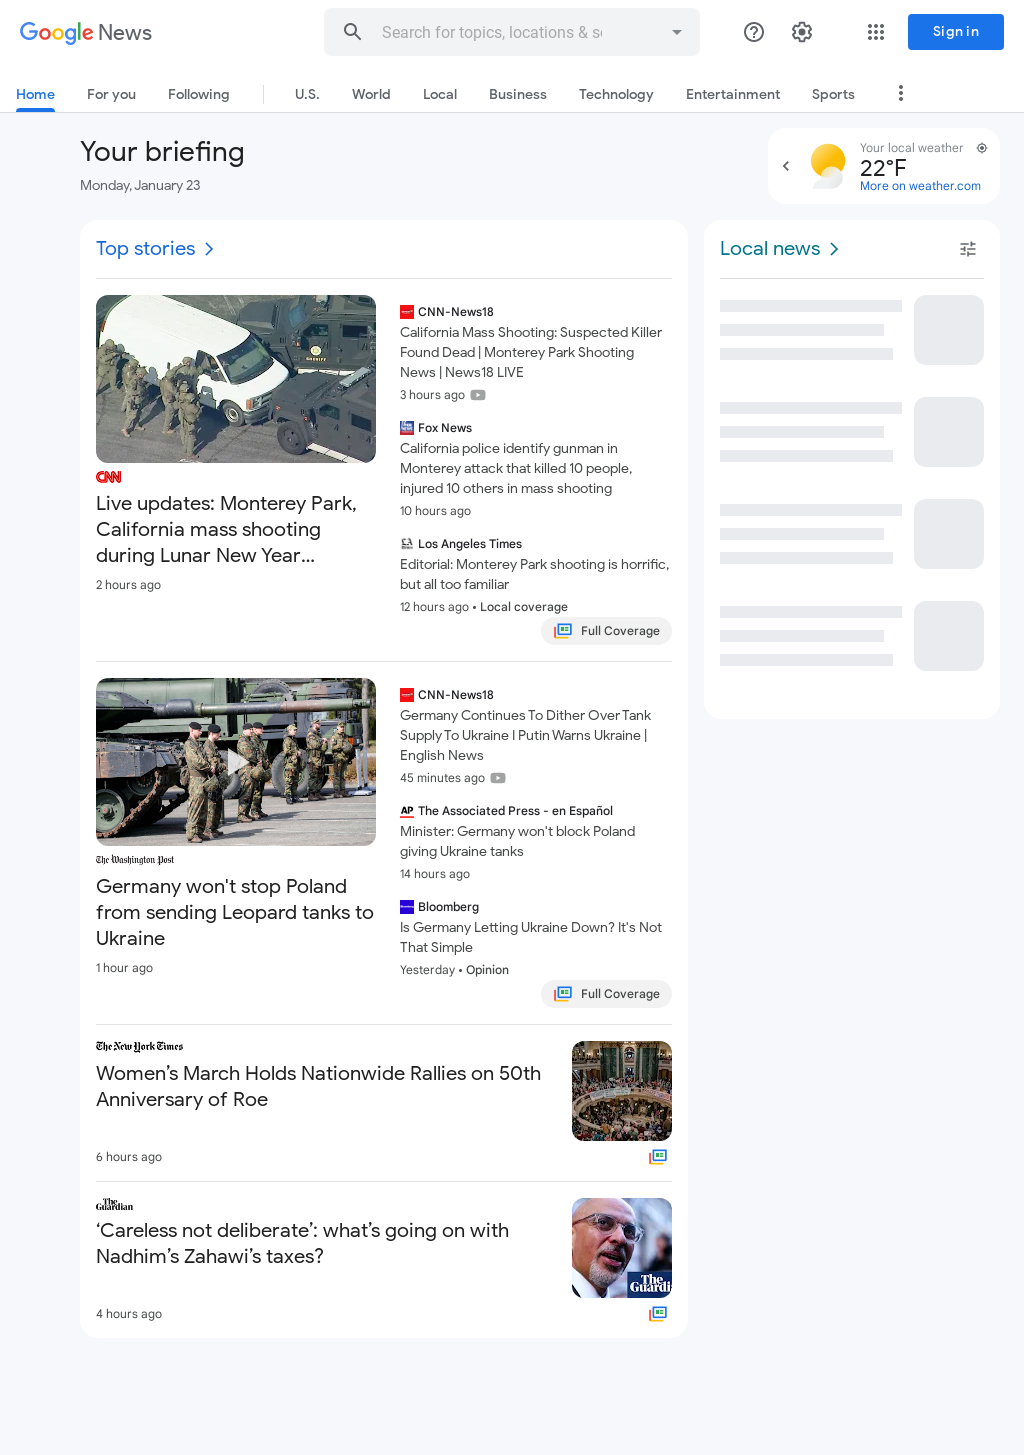 Google News
Search for topics, locations & so
Sign in
Home
For you
Following
U.S.
World
Local
Business
Technology
Entertainment
Sports
Your briefing
Monday, January 23
Your local weather
22°F
More on weather.com
Top stories
CNN
Live updates: Monterey Park,
California mass shooting
during Lunar New Year...
2 hours ago
CNN-News18
California Mass Shooting: Suspected Killer
Found Dead | Monterey Park Shooting
News | News18 LIVE
3 hours ago
Fox News
California police identify gunman in
Monterey attack that killed 10 people,
injured 10 others in mass shooting
10 hours ago
Los Angeles Times
Editorial: Monterey Park shooting is horrific,
but all too familiar
12 hours ago • Local coverage
Full Coverage
The Washington Post
Germany won't stop Poland
from sending Leopard tanks to
Ukraine
1 hour ago
CNN-News18
Germany Continues To Dither Over Tank
Supply To Ukraine I Putin Warns Ukraine |
English News
45 minutes ago
AP The Associated Press - en Español
Minister: Germany won't block Poland
giving Ukraine tanks
14 hours ago
Bloomberg
Is Germany Letting Ukraine Down? It's Not
That Simple
Yesterday • Opinion
Full Coverage
The New York Times
Women’s March Holds Nationwide Rallies on 50th
Anniversary of Roe
6 hours ago
The
Guardian
‘Careless not deliberate’: what’s going on with
Nadhim’s Zahawi’s taxes?
The
Guardi
4 hours ago
Local news
SHERIFF